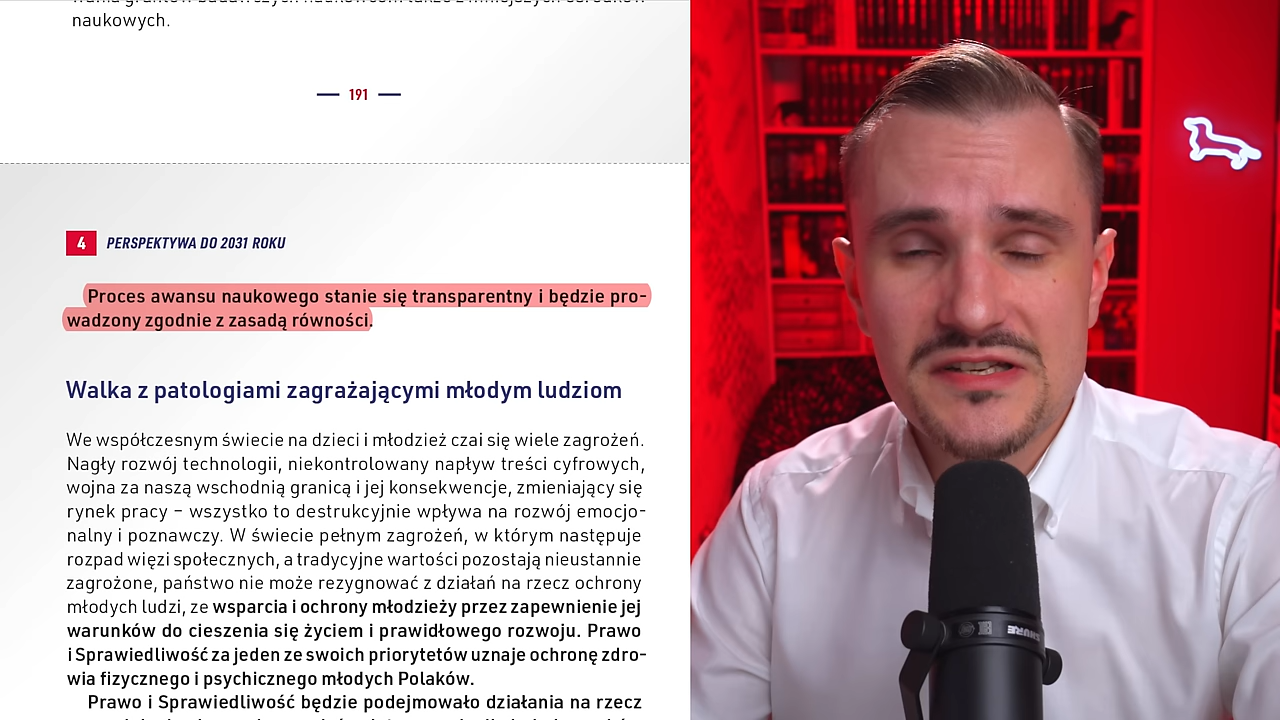 naukowych.
191
4 PERSPEKTYWA DO 2031 ROKU
Proces awansu naukowego stanie się transparentny i będzie pro-
wadzony zgodnie z zasadą równości.
Walka z patologiami zagrażającymi młodym ludziom
We współczesnym świecie na dzieci i młodzież czai się wiele zagrożeń.
Nagły rozwój technologii, niekontrolowany napływ treści cyfrowych,
wojna za naszą wschodnią granicą i jej konsekwencje, zmieniający się
rynek pracy – wszystko to destrukcyjnie wpływa na rozwój emocjo-
nalny i poznawczy. W świecie pełnym zagrożeń, w którym następuje
rozpad więzi społecznych, a tradycyjne wartości pozostają nieustannie
zagrożone, państwo nie może rezygnować z działań na rzecz ochrony
młodych ludzi, ze wsparcia i ochrony młodzieży przez zapewnienie jej
warunków do cieszenia się życiem i prawidłowego rozwoju. Prawo
i Sprawiedliwość za jeden ze swoich priorytetów uznaje ochronę zdro-
wia fizycznego i psychicznego młodych Polaków.
Prawo i Sprawiedliwość będzie podejmowało działania na rzecz
SHURE